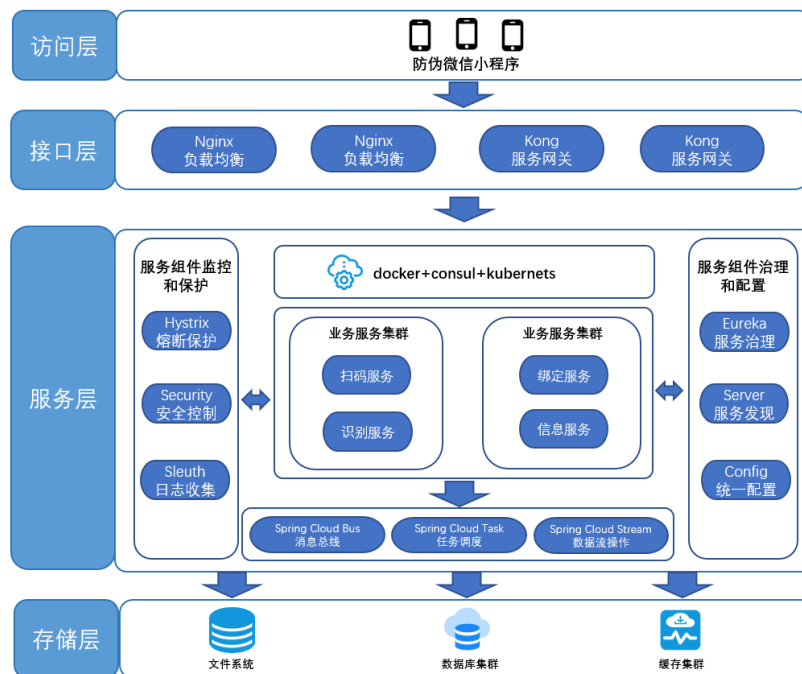 访问层
防伪微信小程序
接口层
Nginx
负载均衡
Nginx
负载均衡
Kong
服务网关
Kong
服务网关
服务层
服务组件监控
和保护
Hystrix
熔断保护
Security
安全控制
Sleuth
日志收集
docker+consul+kubernets
业务服务集群
扫码服务
识别服务
业务服务集群
绑定服务
信息服务
服务组件治理
和配置
Eureka
服务治理
Server
服务发现
Config
统一配置
Spring Cloud Bus
消息总线
Spring Cloud Task
任务调度
Spring Cloud Stream
数据流操作
存储层
文件系统
数据库集群
缓存集群